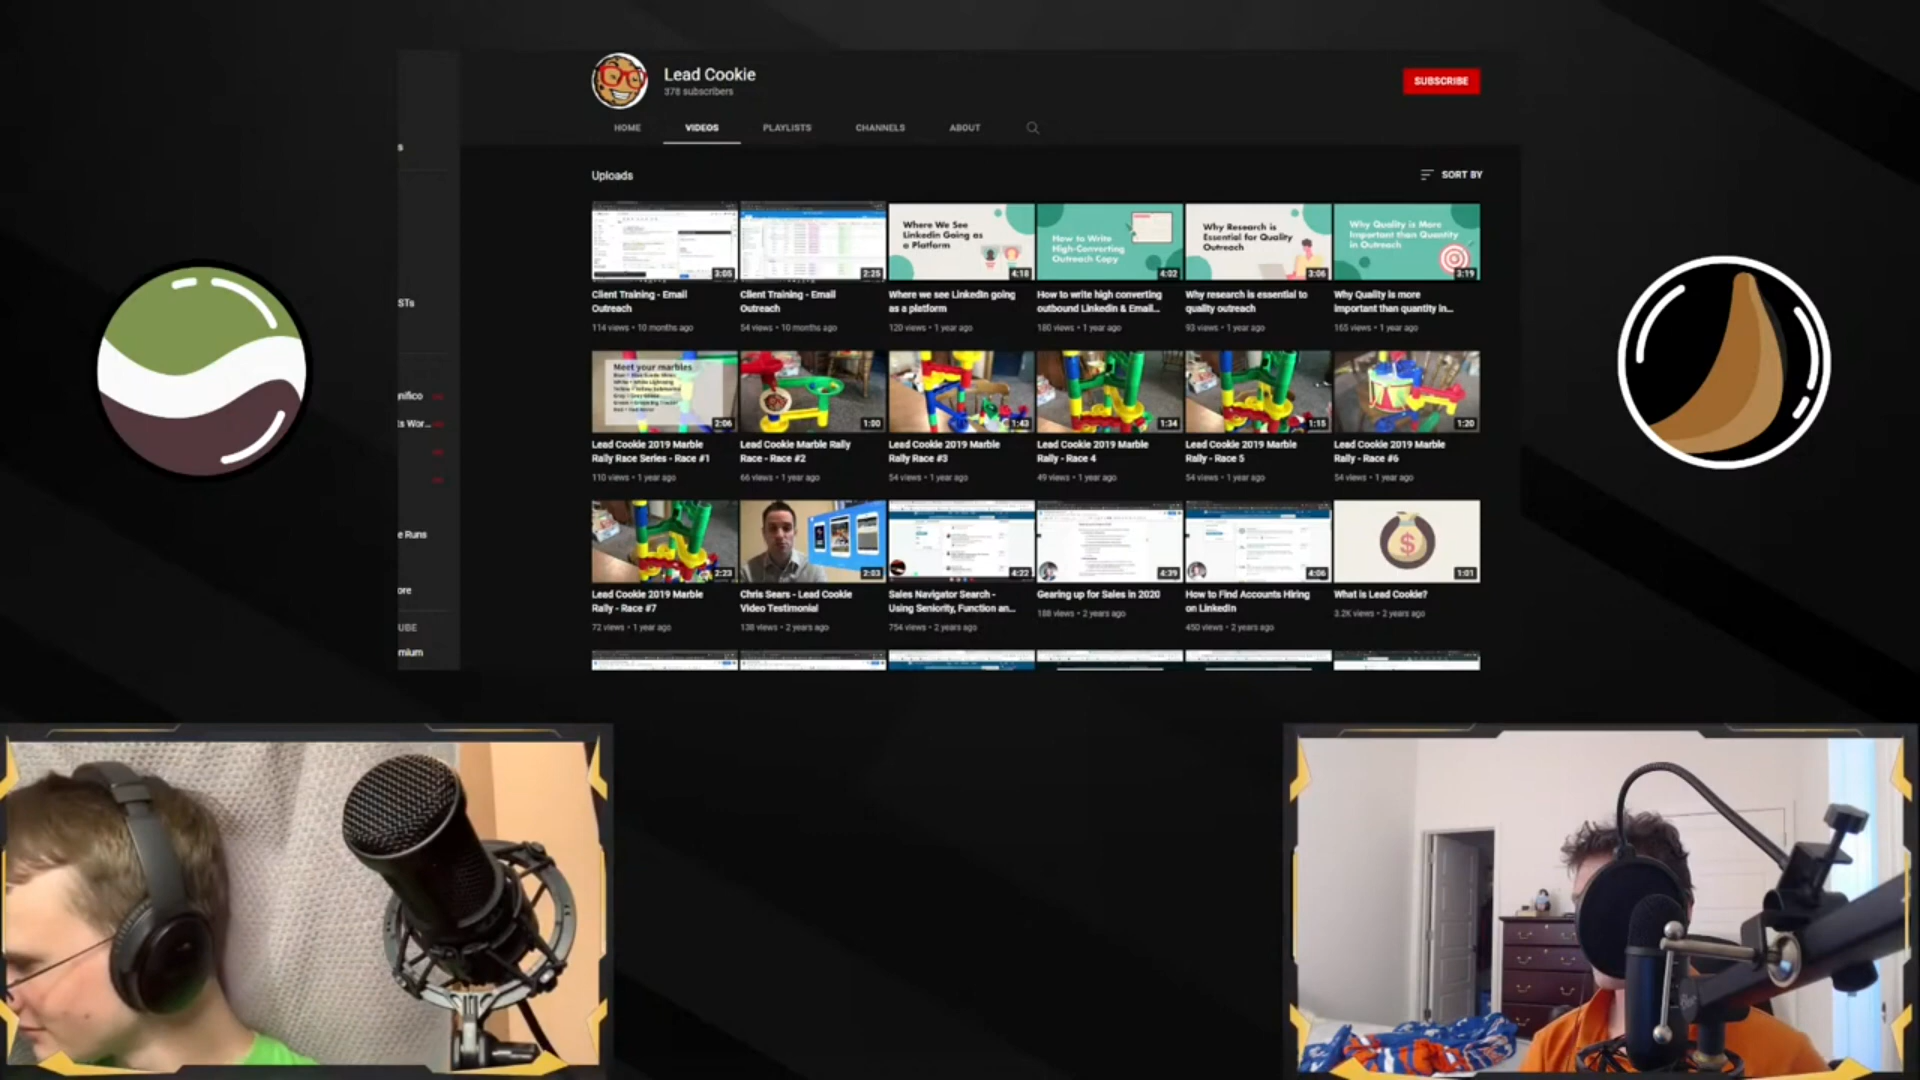 Lead Cookie
378 subscribers
SUBSCRIBE
HOME VIDEOS PLAYLISTS CHANNELS ABOUT
s
Uploads
SORT BY
Where We See
LinkedIn Going as
a Platform
How to Write
High-Converting
Outreach Copy
Why Research is
Essential for Quality
Outreach
Why Quality is More
Important than Quantity
in Outreach
3:05 2:25 4:18 4:02 3:06 3:19
STs
Client Training - Email
Outreach
114 views • 10 months ago
Client Training - Email
Outreach
54 views • 10 months ago
Where we see LinkedIn going
as a platform
120 views • 1 year ago
How to write high converting
outbound Linkedin & Email...
180 views • 1 year ago
Why research is essential to
quality outreach
93 views • 1 year ago
Why Quality is more
important than quantity in...
165 views • 1 year ago
Meet your marbles
2:06 1:00 1:43 1:34 1:15 1:20
nifico
ts Wor...
Lead Cookie 2019 Marble
Rally Race Series - Race #1
110 views • 1 year ago
Lead Cookie Marble Rally
Race - Race #2
66 views • 1 year ago
Lead Cookie 2019 Marble
Rally Race #3
54 views • 1 year ago
Lead Cookie 2019 Marble
Rally - Race 4
49 views • 1 year ago
Lead Cookie 2019 Marble
Rally - Race 5
54 views • 1 year ago
Lead Cookie 2019 Marble
Rally - Race #6
54 views • 1 year ago
e Runs
$
2:23 2:03 4:22 4:39 4:06 1:01
ore
Lead Cookie 2019 Marble
Rally - Race #7
72 views • 1 year ago
Chris Sears - Lead Cookie
Video Testimonial
138 views • 2 years ago
Sales Navigator Search -
Using Seniority, Function an...
754 views • 2 years ago
Gearing up for Sales in 2020
188 views • 2 years ago
How to Find Accounts Hiring
on LinkedIn
450 views • 2 years ago
What is Lead Cookie?
3.2K views • 2 years ago
UBE
mium